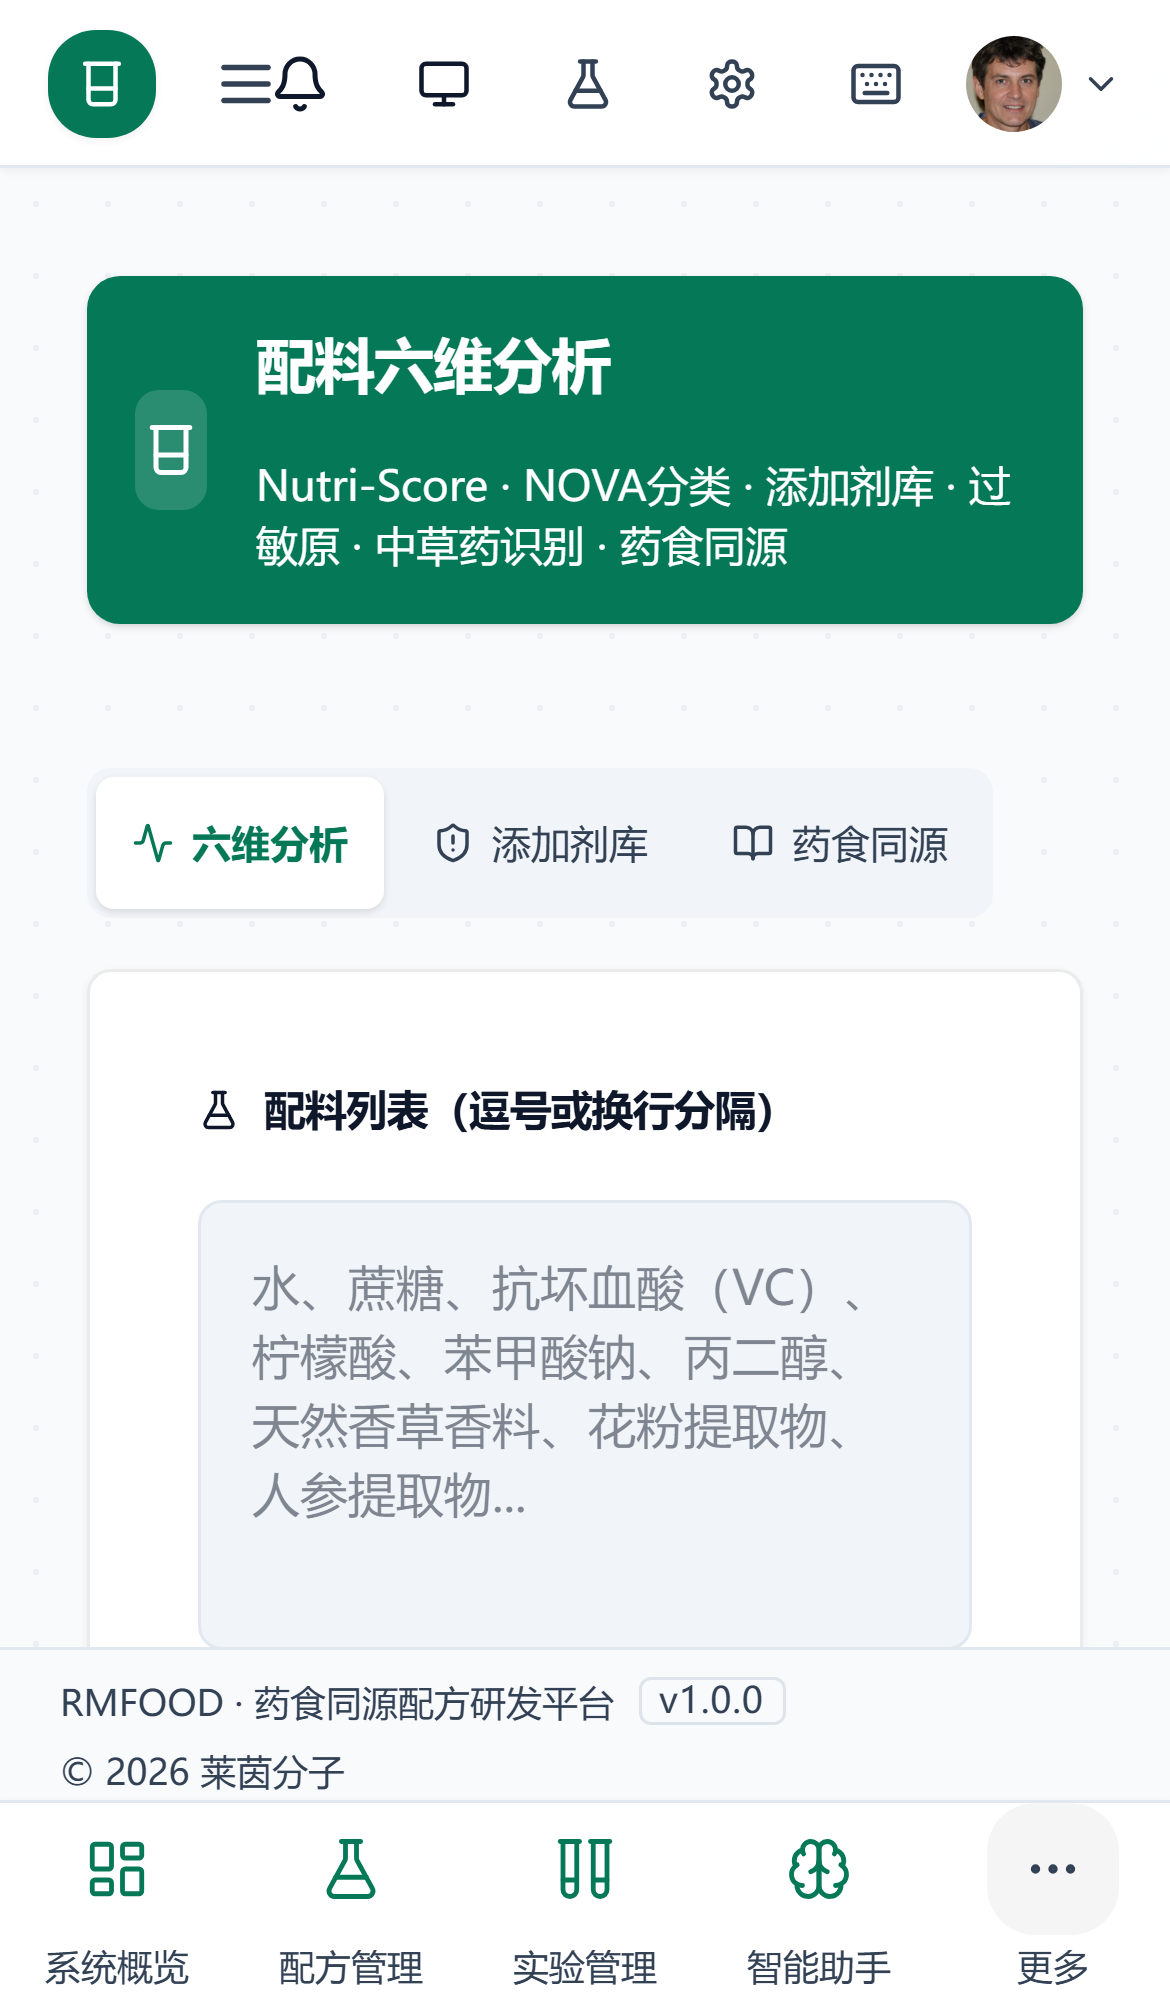 配料六维分析
Nutri-Score · NOVA分类 · 添加剂库 · 过
敏原 · 中草药识别 · 药食同源
六维分析
添加剂库
药食同源
配料列表（逗号或换行分隔）
水、蔗糖、抗坏血酸（VC）、
柠檬酸、苯甲酸钠、丙二醇、
天然香草香料、花粉提取物、
人参提取物...
RMFOOD · 药食同源配方研发平台 v1.0.0
© 2026 莱茵分子
系统概览
配方管理
实验管理
智能助手
更多